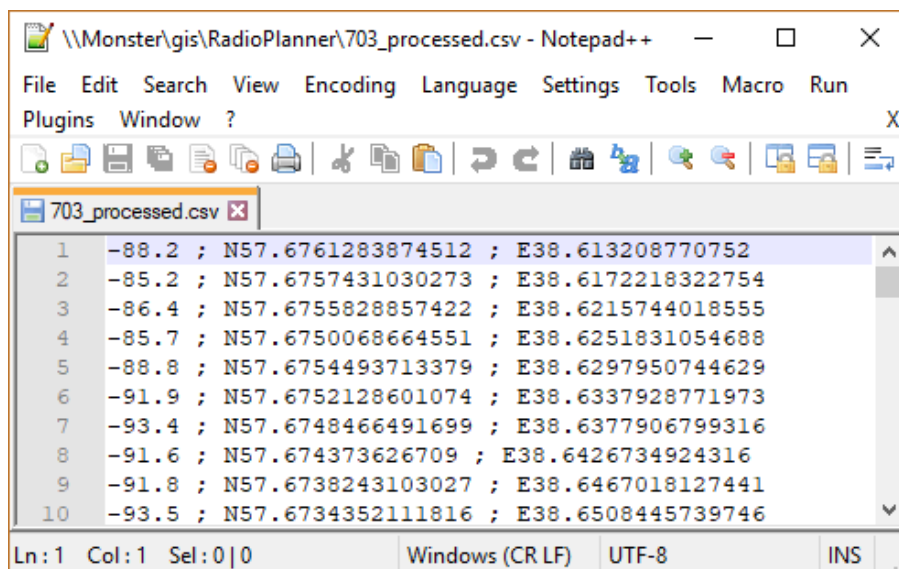 \\Monster\gis\RadioPlanner\703_processed.csv - Notepad++
File Edit Search View Encoding Language Settings Tools Macro Run
Plugins Window ? X
703_processed.csv
1 -88.2 ; N57.6761283874512 ; E38.613208770752
2 -85.2 ; N57.6757431030273 ; E38.6172218322754
3 -86.4 ; N57.6755828857422 ; E38.6215744018555
4 -85.7 ; N57.6750068664551 ; E38.6251831054688
5 -88.8 ; N57.6754493713379 ; E38.6297950744629
6 -91.9 ; N57.6752128601074 ; E38.6337928771973
7 -93.4 ; N57.6748466491699 ; E38.6377906799316
8 -91.6 ; N57.674373626709 ; E38.6426734924316
9 -91.8 ; N57.6738243103027 ; E38.6467018127441
10 -93.5 ; N57.6734352111816 ; E38.6508445739746
Ln : 1 Col : 1 Sel : 0 | 0 Windows (CR LF) UTF-8 INS